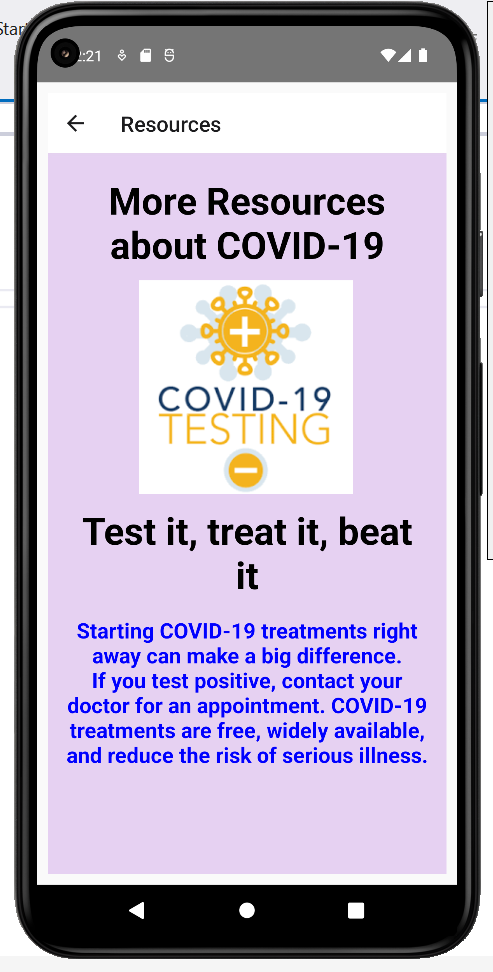 Star
:21
Resources
More Resources
about COVID-19
COVID-19
TESTING
Test it, treat it, beat
it
Starting COVID-19 treatments right
away can make a big difference.
If you test positive, contact your
doctor for an appointment. COVID-19
treatments are free, widely available,
and reduce the risk of serious illness.